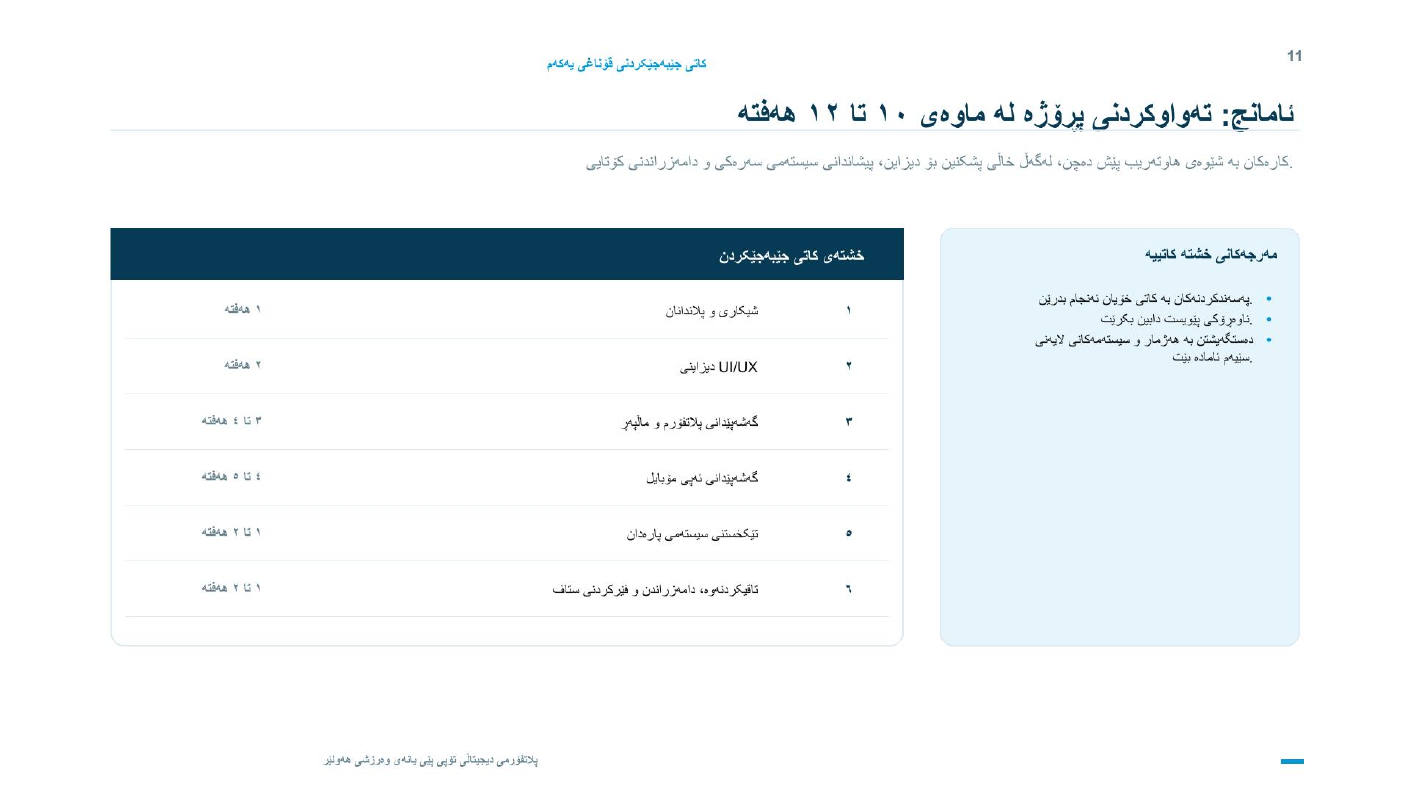 11
کاتی جێبەجێکردنی قۆناغی یەکەم
ئامانج: تەواوکردنی پڕۆژە لە ماوەی ١٠ تا ١٢ هەفتە
کارەکان بە شێوەی هاوتەریب پێش دەچن، لەگەڵ خاڵی پشکنین بۆ دیزاین، پیشاندانی سیستەمی سەرەکی و دامەزراندنی کۆتایی.
مەرجەکانی خشتە کاتییە
• پەسەندکردنەکان بە کاتی خۆیان ئەنجام بدرێن.
• ناوەڕۆکی پێویست دابین بکرێت.
• دەستگەیشتن بە هەژمار و سیستەمەکانی لایەنی
سێیەم ئامادە بێت.
خشتەی کاتی جێبەجێکردن
١ شیکاری و پلاندانان ١ هەفتە
٢ دیزاینی UI/UX ٢ هەفتە
٣ گەشەپێدانی پلاتفۆرم و ماڵپەڕ ٣ تا ٤ هەفتە
٤ گەشەپێدانی ئەپی مۆبایل ٤ تا ٥ هەفتە
٥ تێکخستنی سیستەمی پارەدان ١ تا ٢ هەفتە
٦ تاقیکردنەوە، دامەزراندن و فێرکردنی ستاف ١ تا ٢ هەفتە
پلاتفۆرمی دیجیتاڵی تۆپی پێی یانەی وەرزشی هەولێر